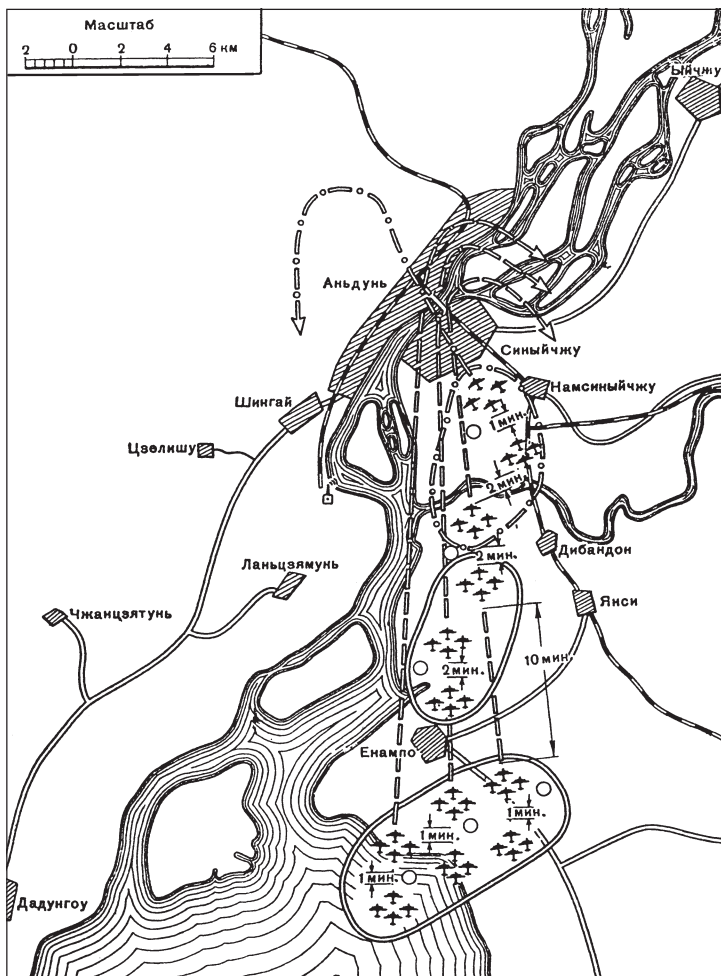 Масштаб
2 0 2 4 6 км
Ыйчжу
Аньдунь
Синыйчжу
Намсиныйчжу
Шингай
1 мин.
Цзелишу
2 мин.
2 мин.
Дибандон
Ланьцзямунь
Янси
Чжанцзятунь
10 мин.
2 мин.
Енампо
1 мин.
1 мин.
1 мин.
Дадунгоу